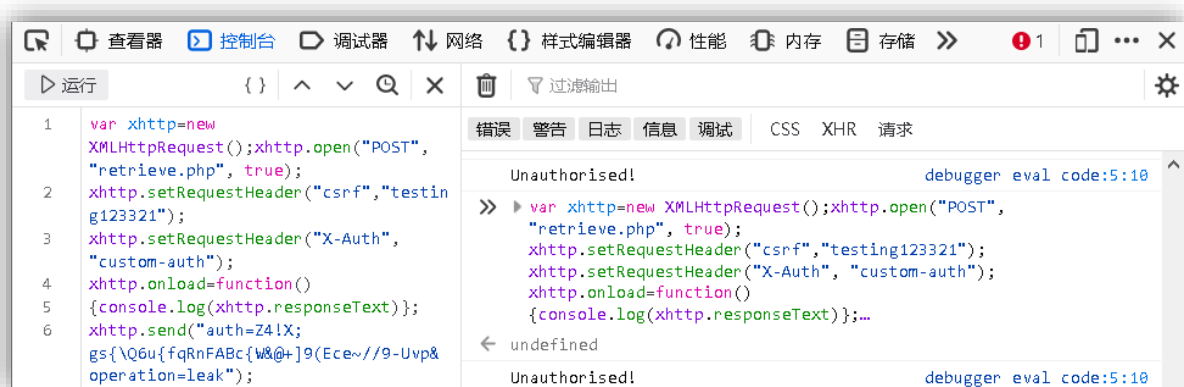 查看器 控制台 调试器 网络 {} 样式编辑器 性能 内存 存储 1
运行 {}
过滤输出
错误 警告 日志 信息 调试 CSS XHR 请求
1 var xhttp=new
XMLHttpRequest();xhttp.open("POST",
"retrieve.php", true);
2 xhttp.setRequestHeader("csrf","testin
g123321");
3 xhttp.setRequestHeader("X-Auth",
"custom-auth");
4 xhttp.onload=function()
5 {console.log(xhttp.responseText)};
6 xhttp.send("auth=Z4!X;
gs{\Q6u{fqRnFABc{W&@+]9(Ece~//9-Uvp&
operation=leak");
Unauthorised! debugger eval code:5:10
var xhttp=new XMLHttpRequest();xhttp.open("POST",
"retrieve.php", true);
xhttp.setRequestHeader("csrf","testing123321");
xhttp.setRequestHeader("X-Auth", "custom-auth");
xhttp.onload=function()
{console.log(xhttp.responseText)};…
undefined
Unauthorised! debugger eval code:5:10